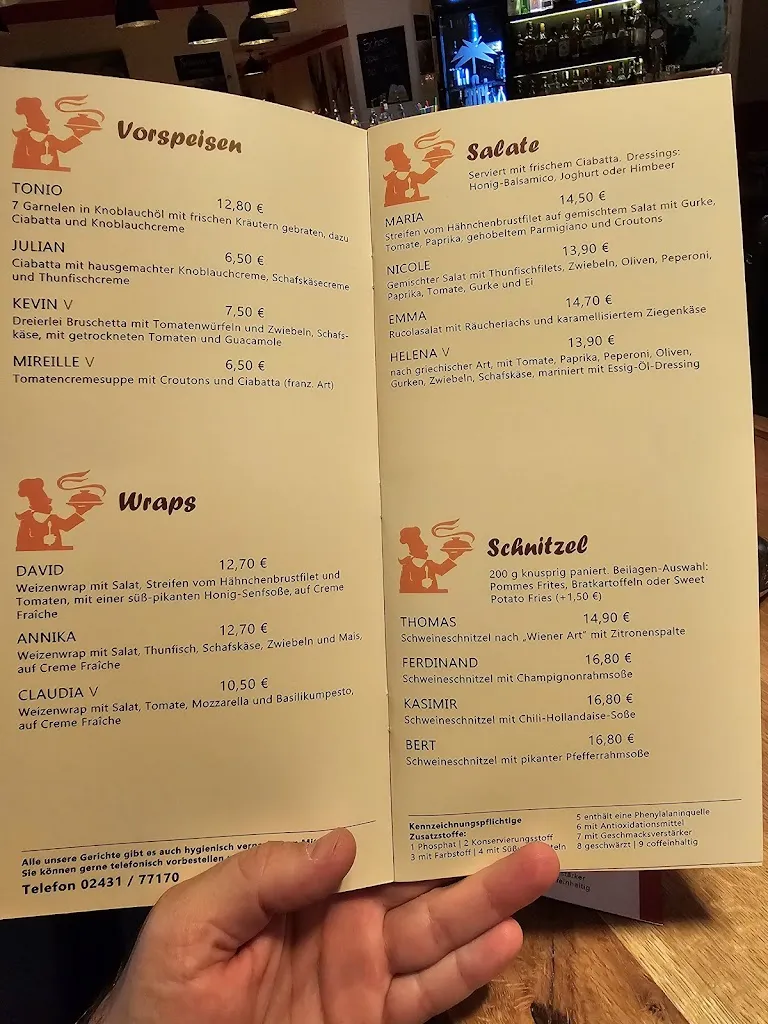 Vorspeisen
TONIO 12,80 €
7 Garnelen in Knoblauchöl mit frischen Kräutern gebraten, dazu
Ciabatta und Knoblauchcreme
JULIAN 6,50 €
Ciabatta mit hausgemachter Knoblauchcreme, Schafskäsecreme
und Thunfischcreme
KEVIN V 7,50 €
Dreierlei Bruschetta mit Tomatenwürfeln und Zwiebeln, Schafs-
käse, mit getrockneten Tomaten und Guacamole
MIREILLE V 6,50 €
Tomatencremesuppe mit Croutons und Ciabatta (franz. Art)
Wraps
DAVID 12,70 €
Weizenwrap mit Salat, Streifen vom Hähnchenbrustfilet und
Tomaten, mit einer süß-pikanten Honig-Senfsoße, auf Creme
Fraîche
ANNIKA 12,70 €
Weizenwrap mit Salat, Thunfisch, Schafskäse, Zwiebeln und Mais,
auf Creme Fraîche
CLAUDIA V 10,50 €
Weizenwrap mit Salat, Tomate, Mozzarella und Basilikumpesto,
auf Creme Fraîche
Alle unsere Gerichte gibt es auch hygienisch
Sie können gerne telefonisch vorbestellen
Telefon 02431 / 77170
Salate
Serviert mit frischem Ciabatta. Dressings:
Honig-Balsamico, Joghurt oder Himbeer
MARIA 14,50 €
Streifen vom Hähnchenbrustfilet auf gemischtem Salat mit Gurke,
Tomate, Paprika, gehobeltem Parmigiano und Croutons
NICOLE 13,90 €
Gemischter Salat mit Thunfischfilets, Zwiebeln, Oliven, Peperoni,
Paprika, Tomate, Gurke und Ei
EMMA 14,70 €
Rucolasalat mit Räucherlachs und karamellisiertem Ziegenkäse
HELENA V 13,90 €
nach griechischer Art, mit Tomate, Paprika, Peperoni, Oliven,
Gurken, Zwiebeln, Schafskäse, mariniert mit Essig-Öl-Dressing
Schnitzel
200 g knusprig paniert. Beilagen-Auswahl:
Pommes Frites, Bratkartoffeln oder Sweet
Potato Fries (+1,50 €)
THOMAS 14,90 €
Schweineschnitzel nach „Wiener Art" mit Zitronenspalte
FERDINAND 16,80 €
Schweineschnitzel mit Champignonrahmsoße
KASIMIR 16,80 €
Schweineschnitzel mit Chili-Hollandaise-Soße
BERT 16,80 €
Schweineschnitzel mit pikanter Pfefferrahmsoße
Kennzeichnungspflichtige
Zusatzstoffe:
1 Phosphat | 2 Konservierungsstoff
3 mit Farbstoff | 4 mit
5 enthält eine Phenylalaninquelle
6 mit Antioxidationsmittel
7 mit Geschmacksverstärker
8 geschwärzt | 9 coffeinhaltig